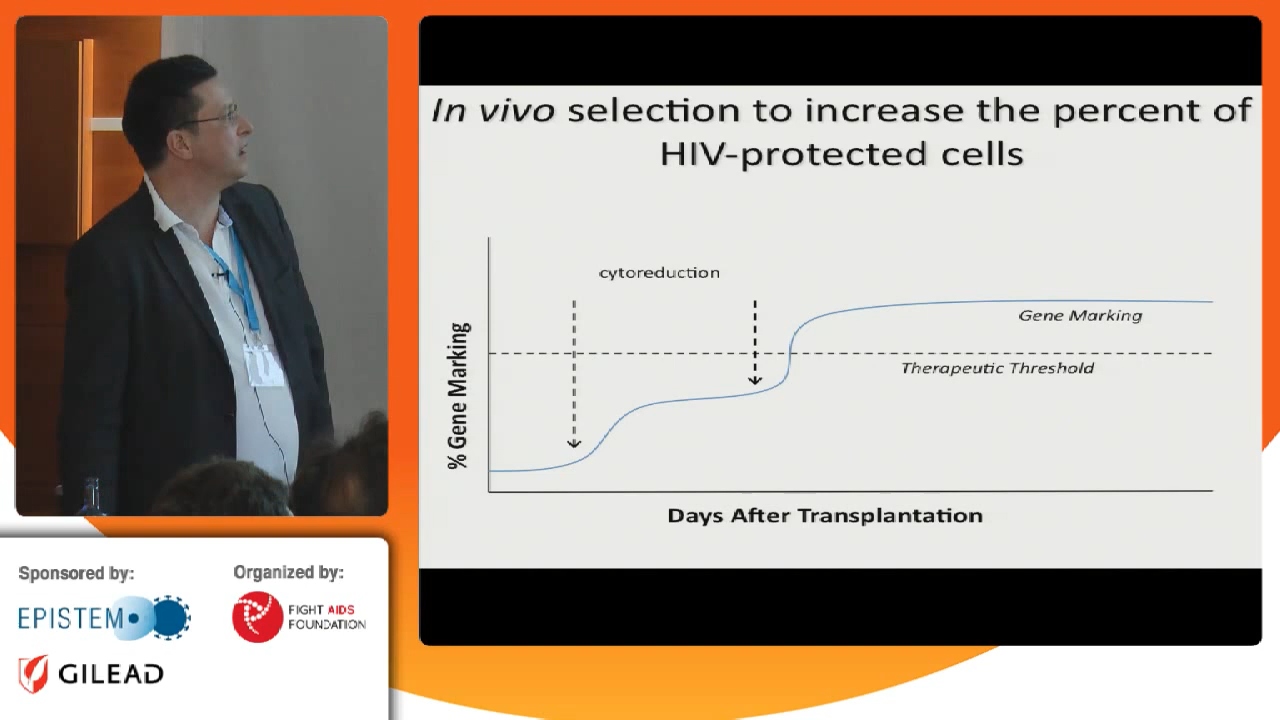 In vivo selection to increase the percent of
HIV-protected cells
cytoreduction
Gene Marking
Therapeutic Threshold
% Gene Marking
Days After Transplantation
Sponsored by:
Organized by:
EPISTEM
FIGHT AIDS
FOUNDATION
GILEAD